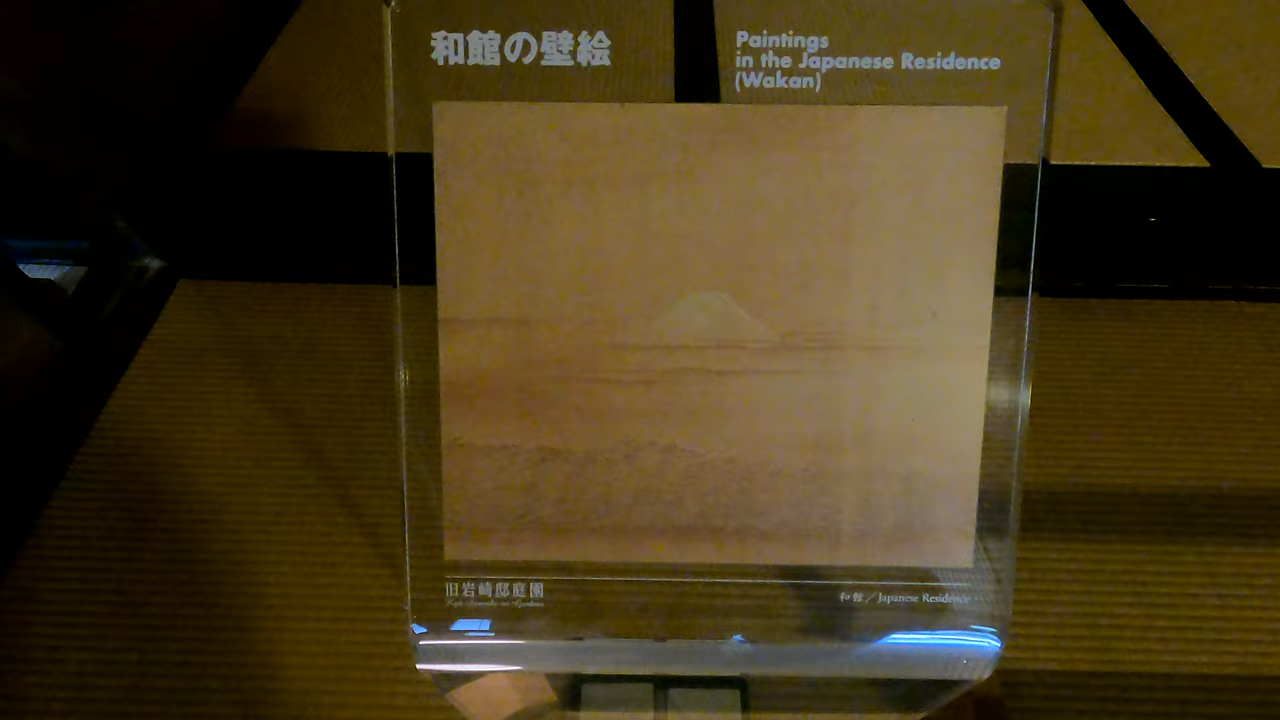 和館の壁絵
Paintings
in the Japanese Residence
(Wakan)
旧岩崎邸庭園
和館／Japanese Residence